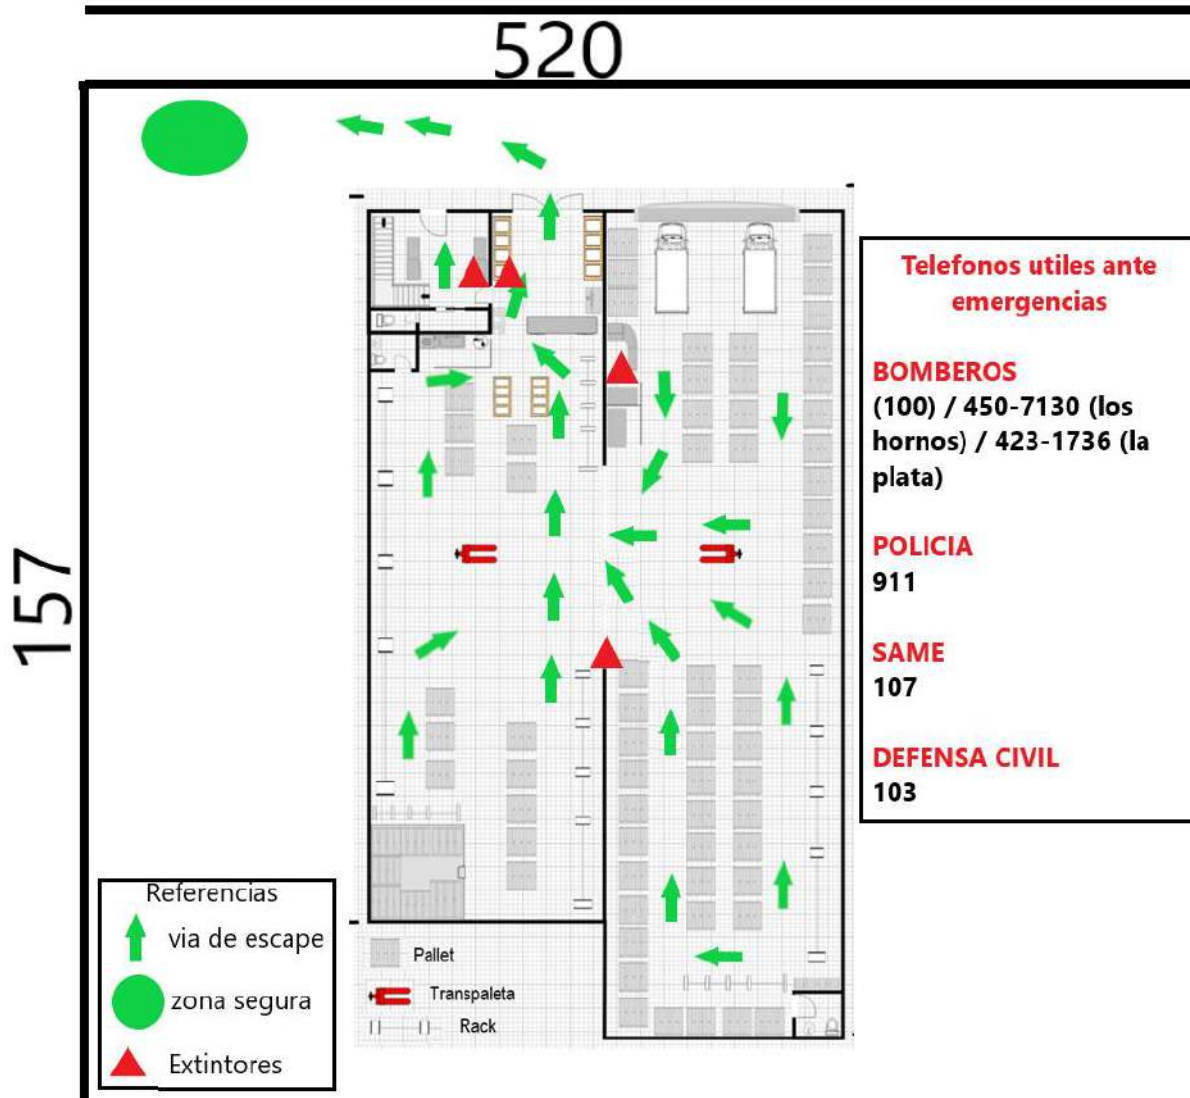 520
157
Telefonos utiles ante
emergencias
BOMBEROS
(100) / 450-7130 (los
hornos) / 423-1736 (la
plata)
POLICIA
911
SAME
107
DEFENSA CIVIL
103
Referencias
via de escape
zona segura
Extintores
Pallet
Transpaleta
Rack